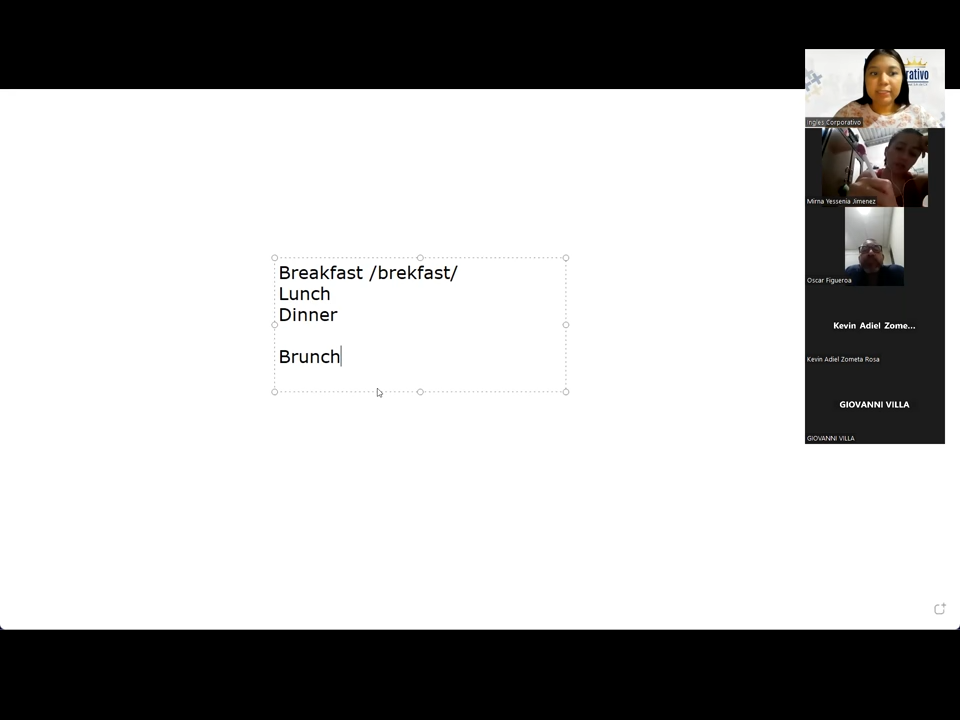 Breakfast /brekfast/
Lunch
Dinner
Brunch
rativo
Ingles Corporativo
Mirna Yessenia Jimenez
Oscar Figueroa
Kevin Adiel Zome...
Kevin Adiel Zometa Rosa
GIOVANNI VILLA
GIOVANNI VILLA